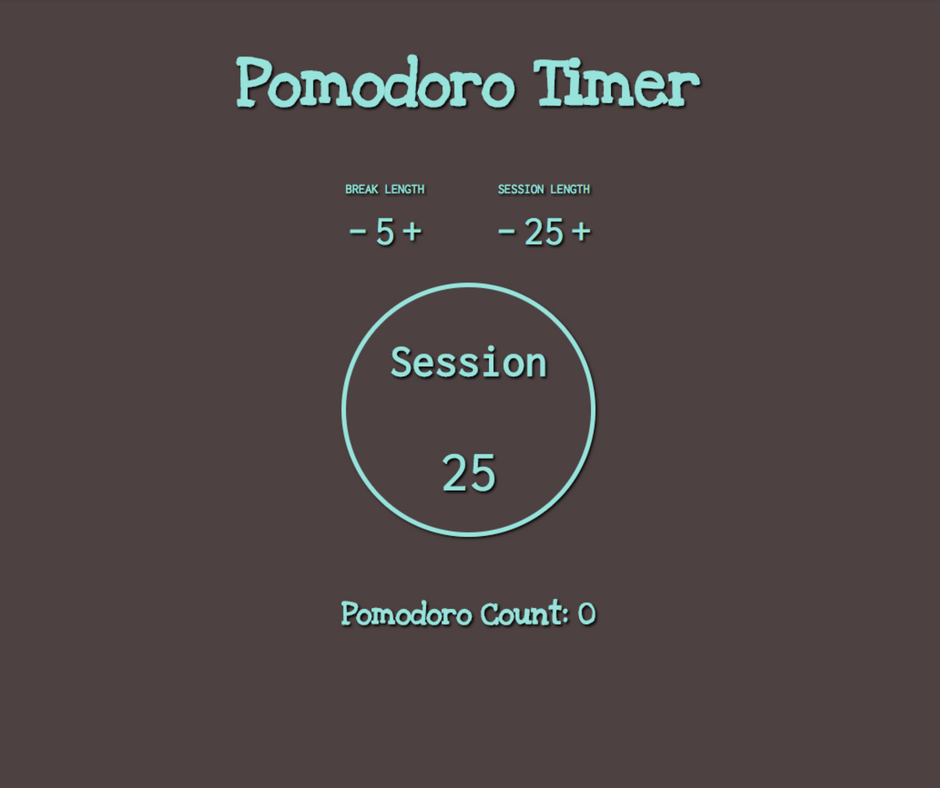 Pomodoro Timer
BREAK LENGTH SESSION LENGTH
- 5 + - 25 +
Session
25
Pomodoro Count: 0